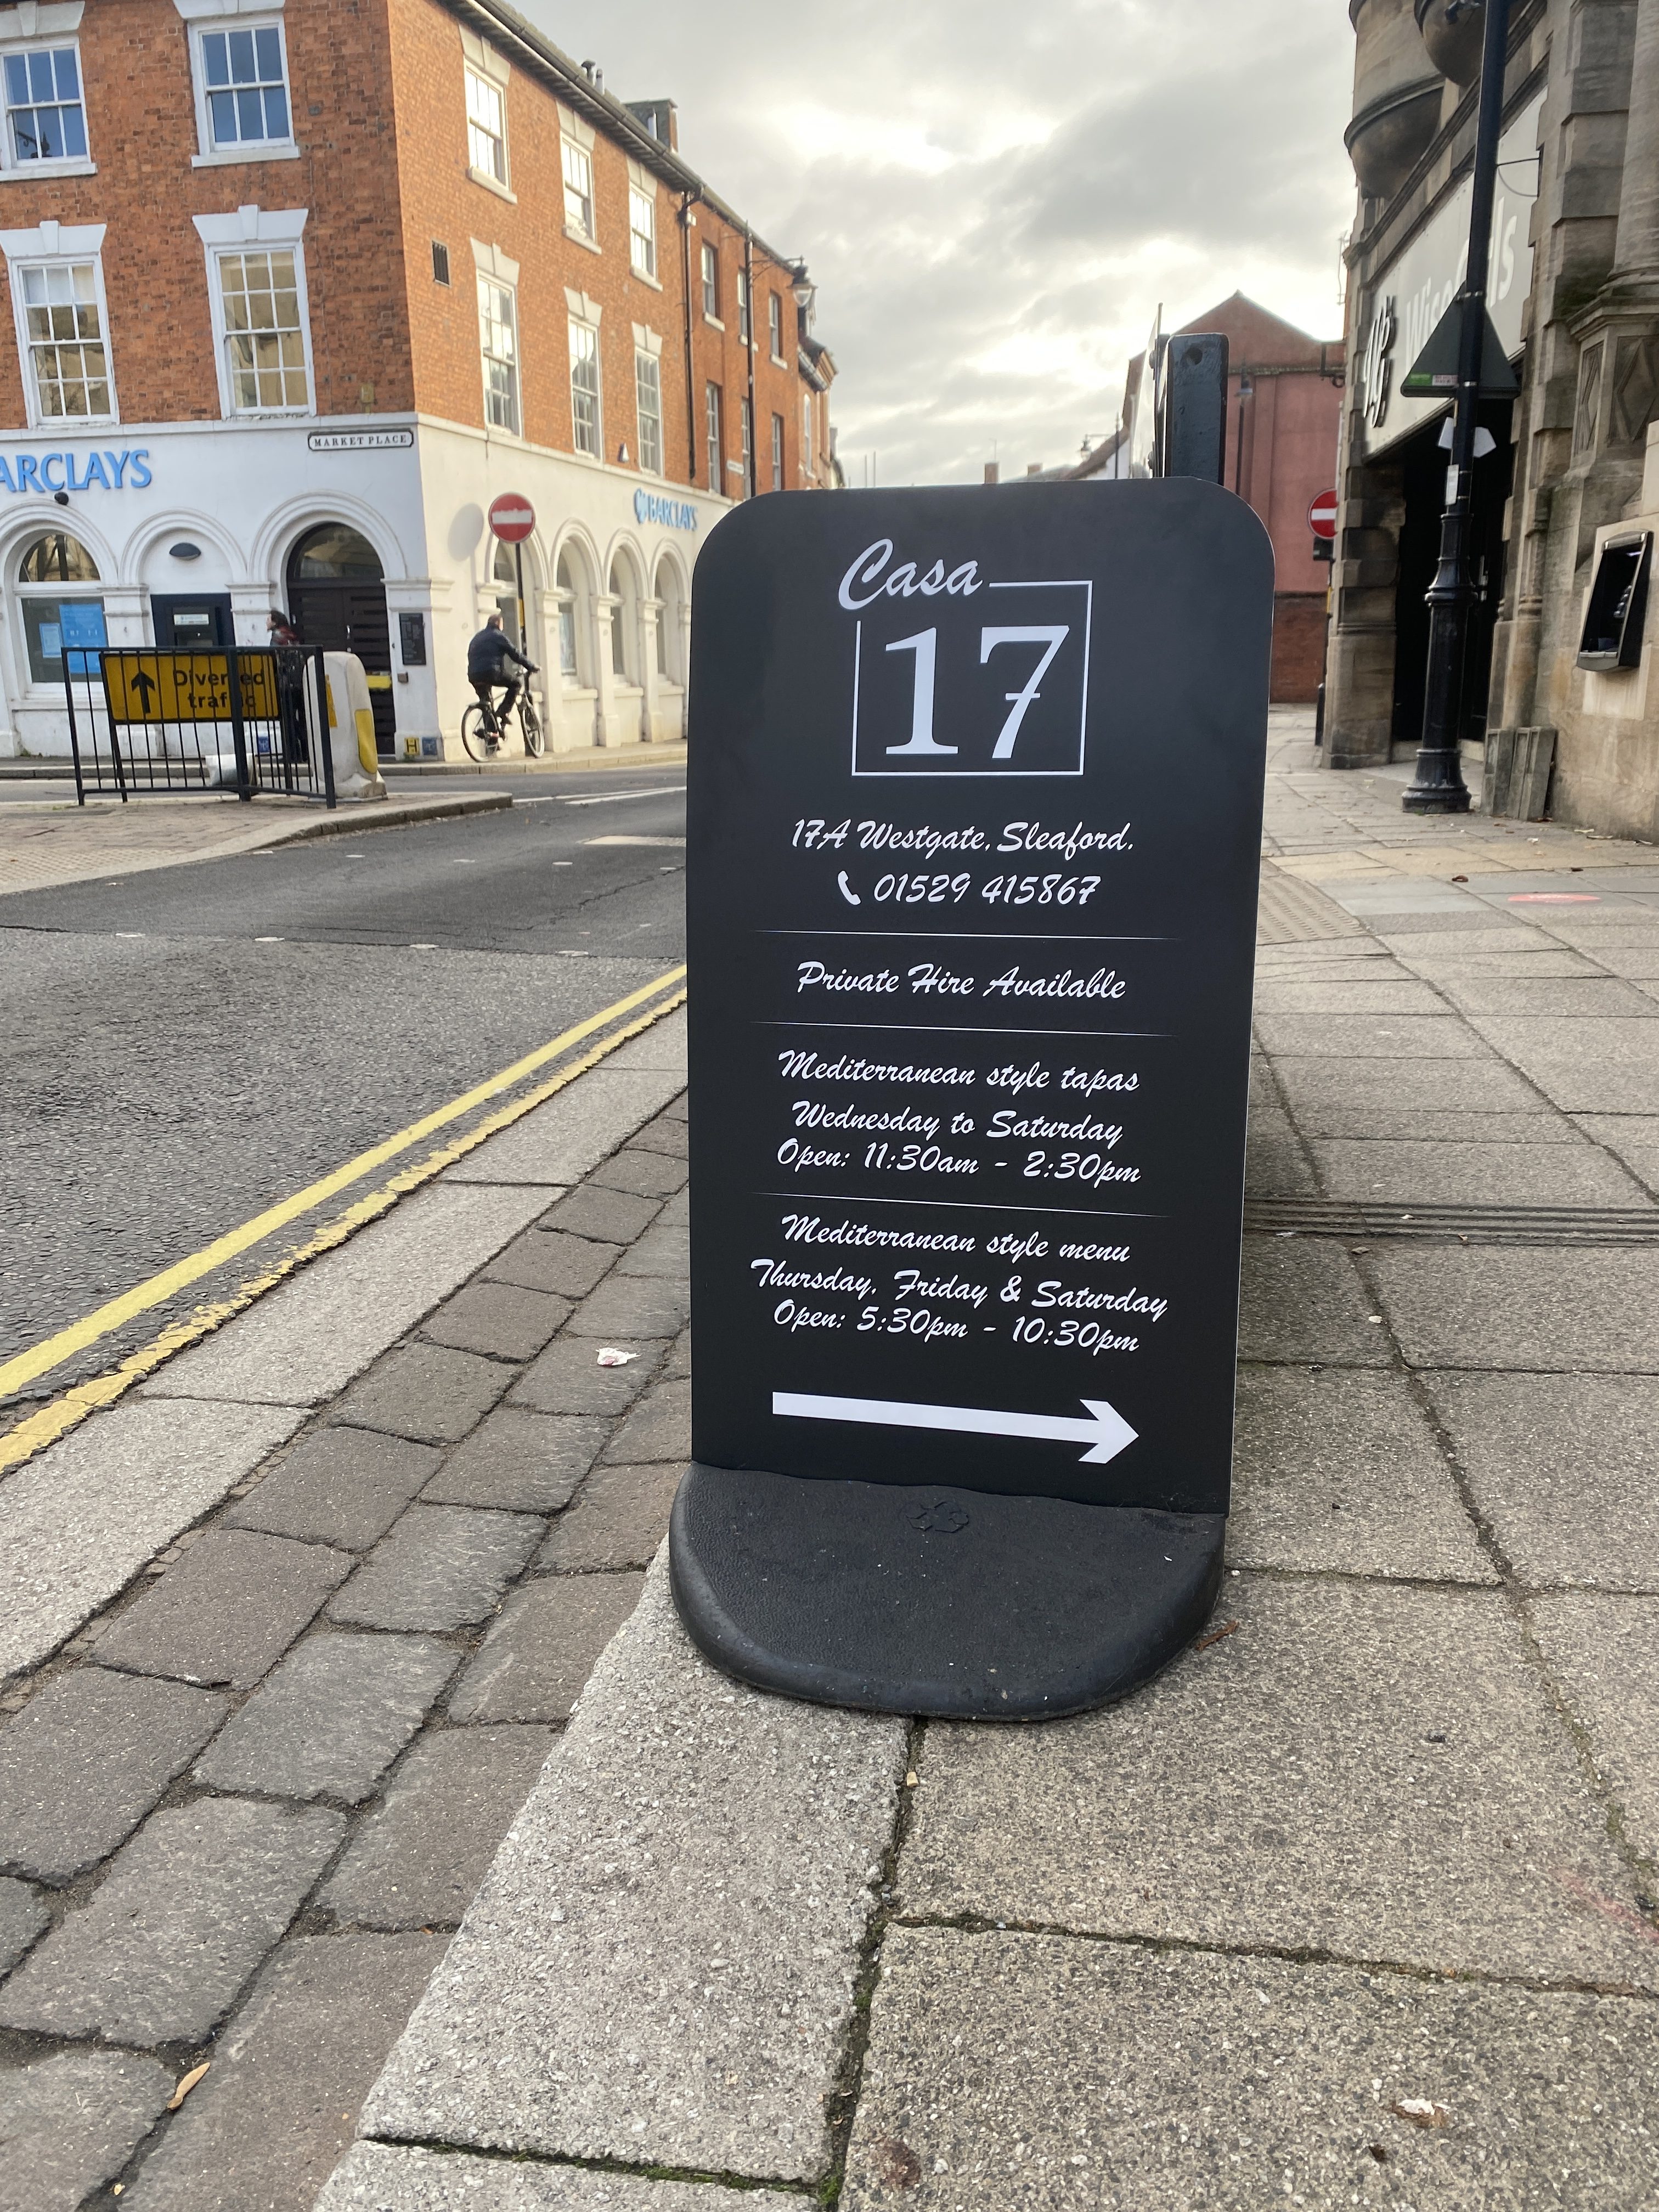 ARCLAYS
MARKET PLACE
BARCLAYS
Diverted
traffic
Casa
17
17A Westgate, Sleaford.
01529 415867
Private Hire Available
Mediterranean style tapas
Wednesday to Saturday
Open: 11:30am - 2:30pm
Mediterranean style menu
Thursday, Friday & Saturday
Open: 5:30pm - 10:30pm
H